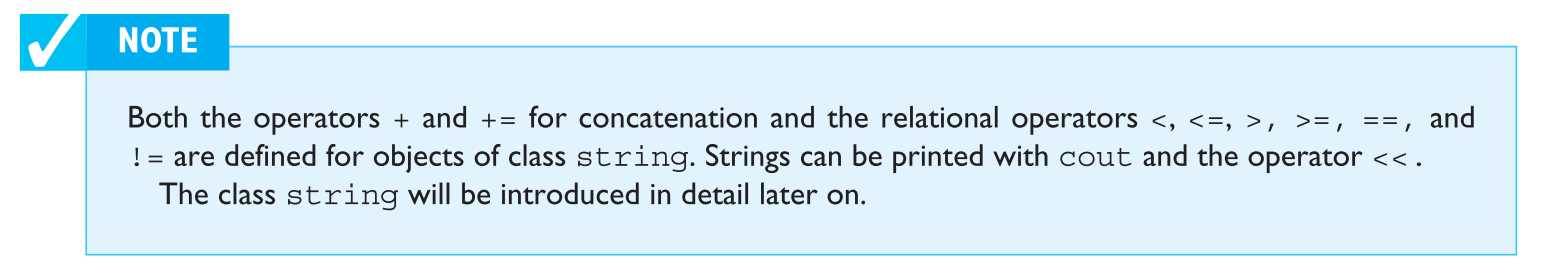 NOTE
Both the operators + and += for concatenation and the relational operators <, <=, >, >=, ==, and
!= are defined for objects of class string. Strings can be printed with cout and the operator <<.
The class string will be introduced in detail later on.